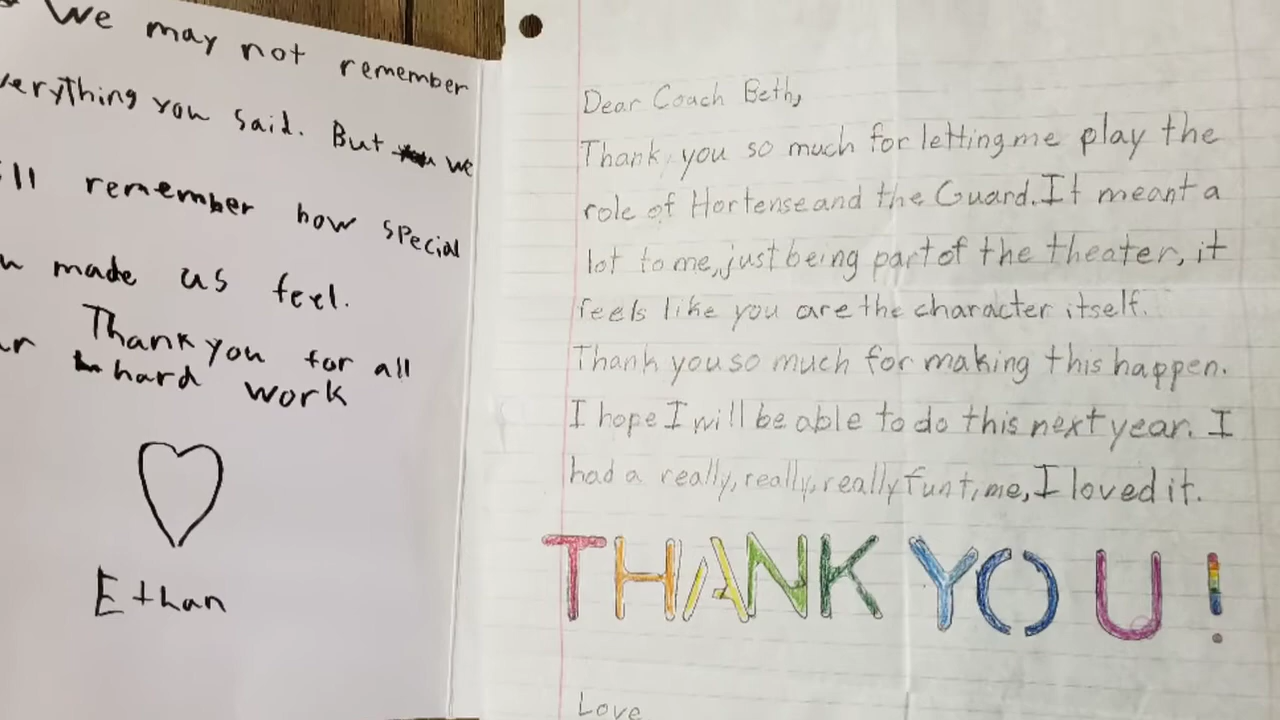 We may not remember
verything you said. But we
ll remember how special
u made us feel.
Thank you for all
ur hard work
Ethan
Dear Coach Beth,
Thank you so much for letting me play the
role of Hortense and the Guard. It meant a
lot to me, just being part of the theater, it
feels like you are the character itself.
Thank you so much for making this happen.
I hope I will be able to do this next year. I
had a really, really, really fun time, I loved it.
THANK YOU!
Love